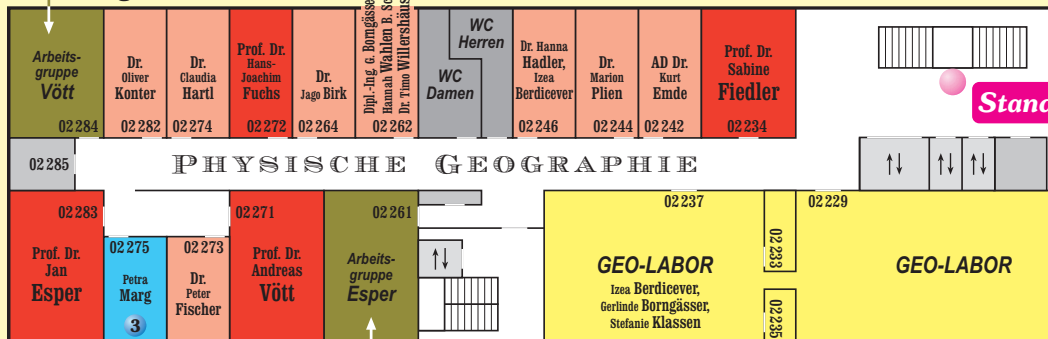 Arbeits-
gruppe
Vött
02 284
Dr.
Oliver
Konter
02 282
Dr.
Claudia
Hartl
02 274
Prof. Dr.
Hans-
Joachim
Fuchs
02 272
Dr.
Jago Birk
02 264
Dipl.-Ing. G. Borngässe
Hannah Wahlen B. Sc
Dr. Timo Willershäus
02 262
WC
Damen
WC
Herren
Dr. Hanna
Hadler,
Izea
Berdicever
02 246
Dr.
Marion
Plien
02 244
AD Dr.
Kurt
Emde
02 242
Prof. Dr.
Sabine
Fiedler
02 234
Stand
02 285
PHYSISCHE GEOGRAPHIE
02 283
Prof. Dr.
Jan
Esper
02 275
Petra
Marg
3
02 273
Dr.
Peter
Fischer
02 271
Prof. Dr.
Andreas
Vött
02 261
Arbeits-
gruppe
Esper
02 237
GEO-LABOR
Izea Berdicever,
Gerlinde Borngässer,
Stefanie Klassen
02 233
02 235
02 229
GEO-LABOR